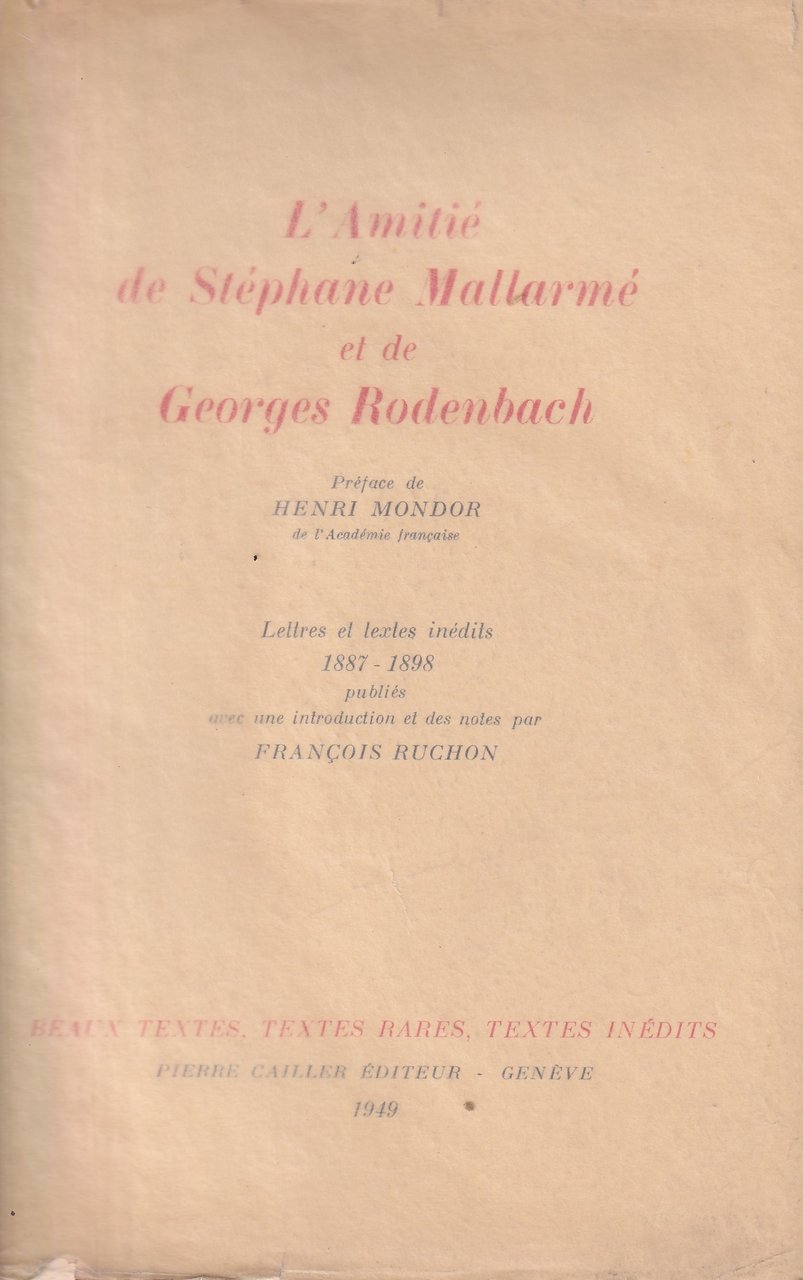 L'Amitié
de Stéphane Mallarmé
et de
Georges Rodenbach
Préface de
HENRI MONDOR
de l'Académie française
Lettres et textes inédits
1887 - 1898
publiés
avec une introduction et des notes par
FRANÇOIS RUCHON
BEAUX TEXTES, TEXTES RARES, TEXTES INÉDITS
PIERRE CAILLER ÉDITEUR - GENÈVE
1949